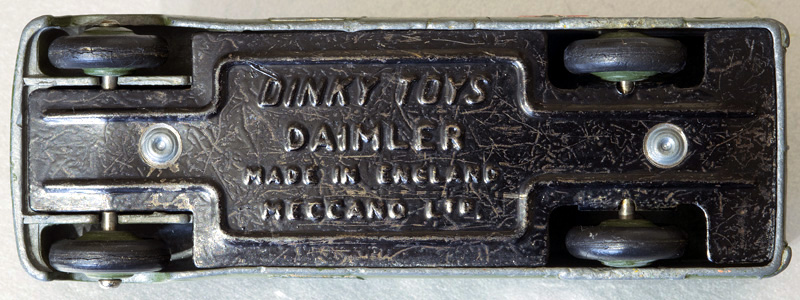 DINKY TOYS
DAIMLER
MADE IN ENGLAND
MECCANO LTD.